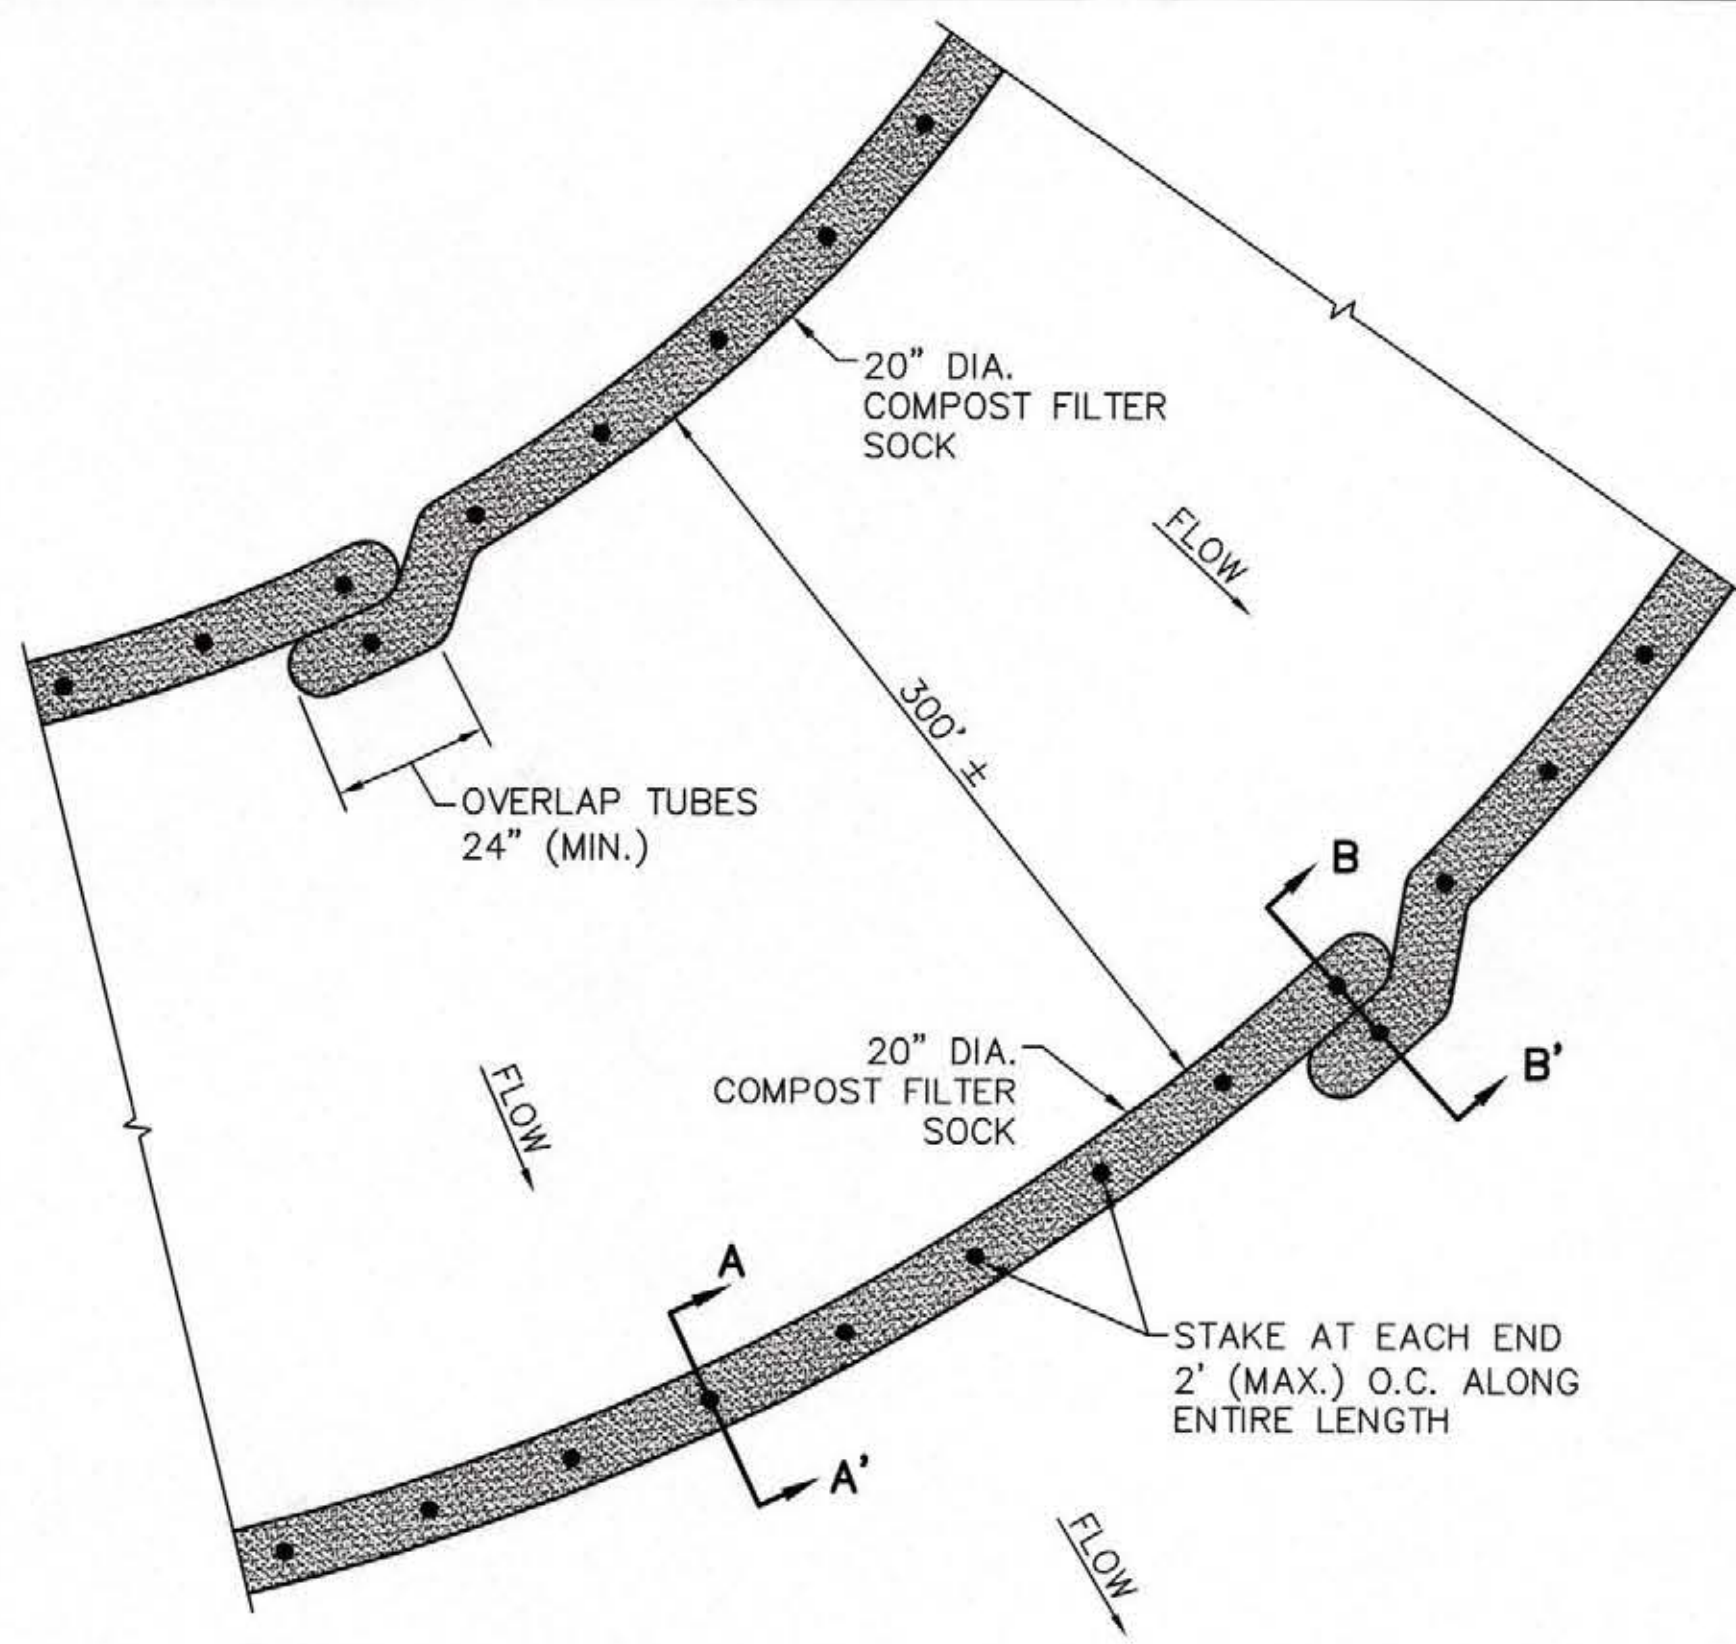 20" DIA.
COMPOST FILTER
SOCK
FLOW
300' ±
OVERLAP TUBES
24" (MIN.)
B
B'
20" DIA.
COMPOST FILTER
SOCK
FLOW
A
STAKE AT EACH END
2' (MAX.) O.C. ALONG
ENTIRE LENGTH
A'
FLOW